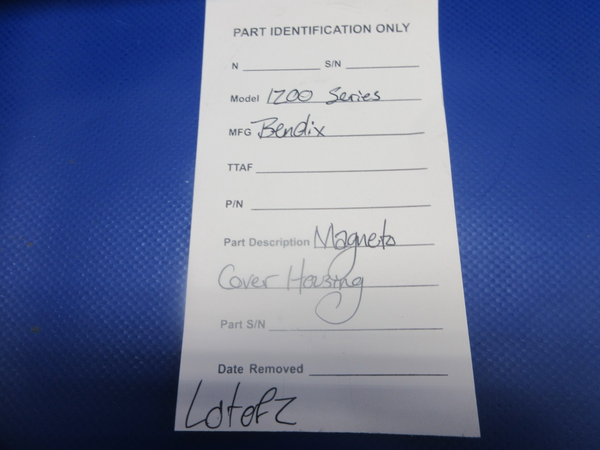 PART IDENTIFICATION ONLY
N S/N
Model 1200 Series
MFG Bendix
TTAF
P/N
Part Description Magneto
Cover Housing
Part S/N
Date Removed
Lot of 2